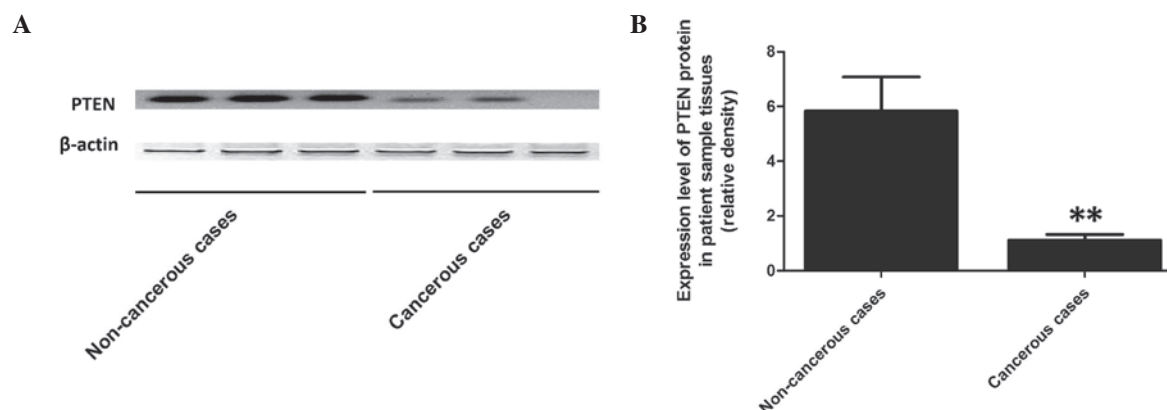 A
PTEN
β-actin
Non-cancerous cases
Cancerous cases
B
Expression level of PTEN protein
in patient sample tissues
(relative density)
8
6
4
2
0
**
Non-cancerous cases
Cancerous cases